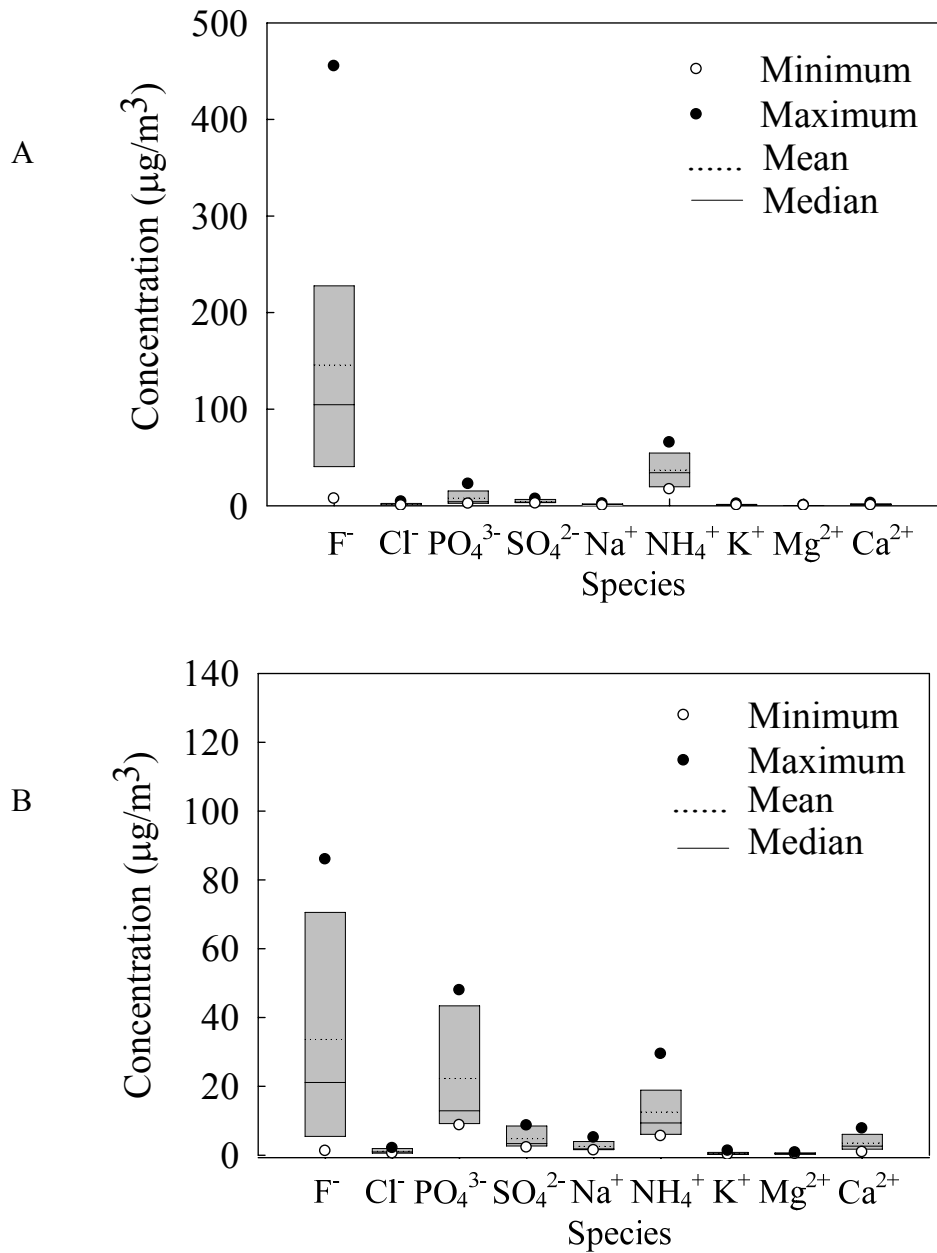 A
Concentration (µg/m³)
500
400
300
200
100
0
Minimum
Maximum
Mean
Median
F⁻ Cl⁻ PO₄³⁻ SO₄²⁻ Na⁺ NH₄⁺ K⁺ Mg²⁺ Ca²⁺
Species
B
Concentration (µg/m³)
140
120
100
80
60
40
20
0
Minimum
Maximum
Mean
Median
F⁻ Cl⁻ PO₄³⁻ SO₄²⁻ Na⁺ NH₄⁺ K⁺ Mg²⁺ Ca²⁺
Species